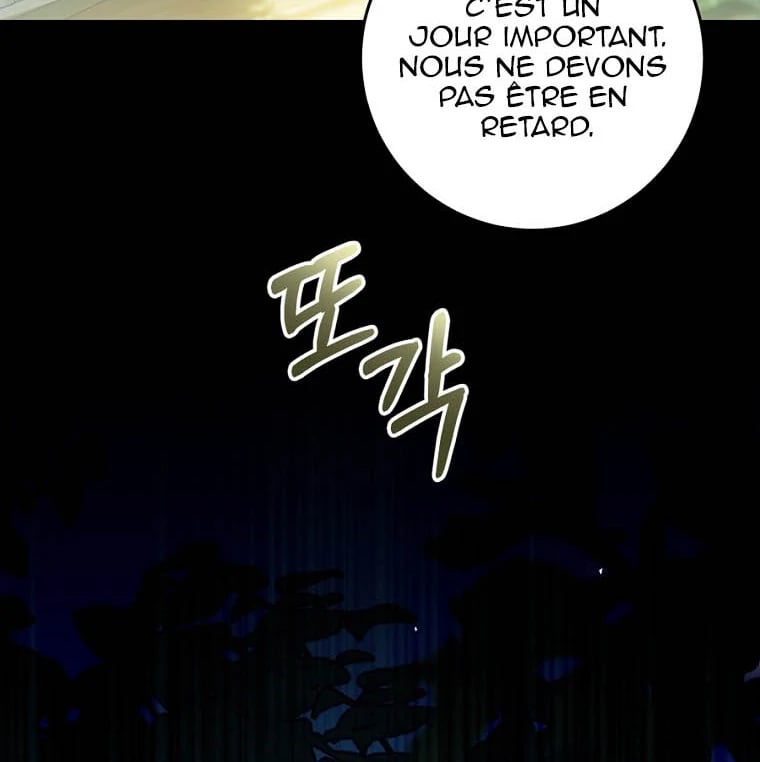 C'EST UN
JOUR IMPORTANT.
NOUS NE DEVONS
PAS ÊTRE EN
RETARD.
또각